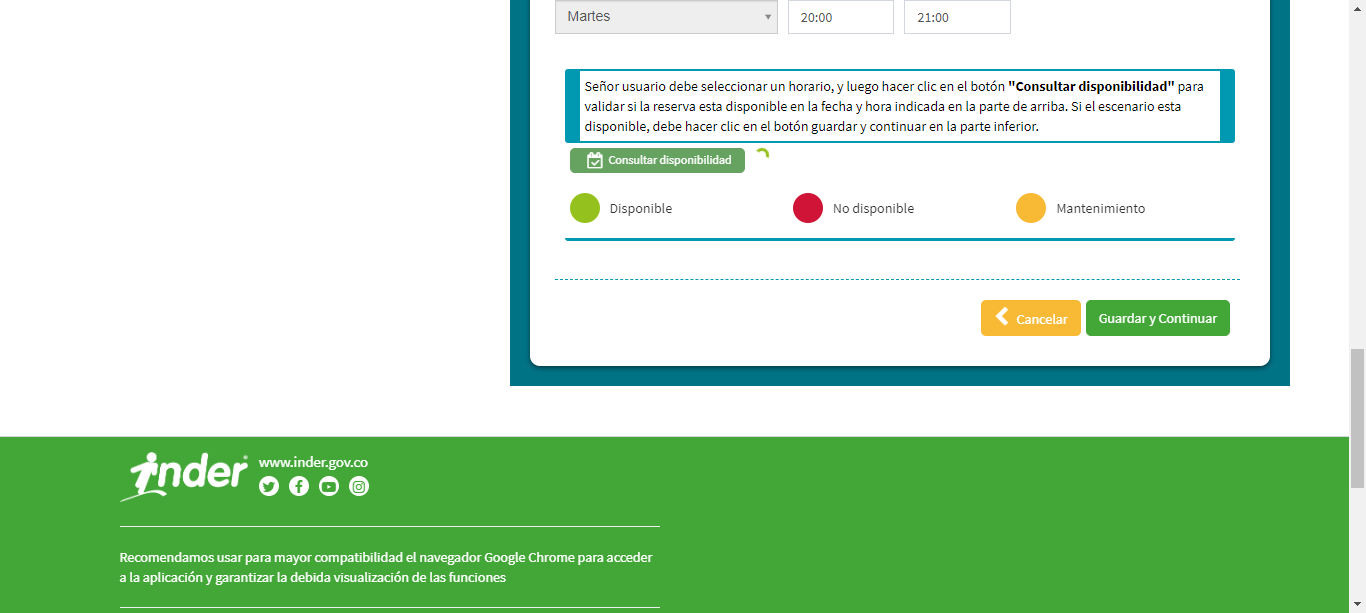 Martes 20:00 21:00
Señor usuario debe seleccionar un horario, y luego hacer clic en el botón "Consultar disponibilidad" para
validar si la reserva esta disponible en la fecha y hora indicada en la parte de arriba. Si el escenario esta
disponible, debe hacer clic en el botón guardar y continuar en la parte inferior.
Consultar disponibilidad
Disponible No disponible Mantenimiento
Cancelar Guardar y Continuar
inder www.inder.gov.co
Recomendamos usar para mayor compatibilidad el navegador Google Chrome para acceder
a la aplicación y garantizar la debida visualización de las funciones